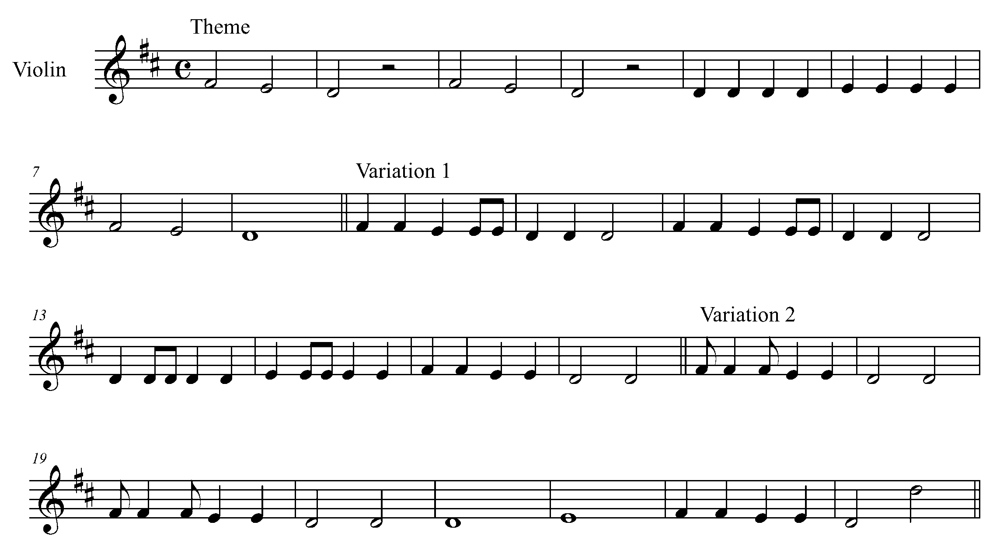 Theme
Violin
7
Variation 1
13
Variation 2
19